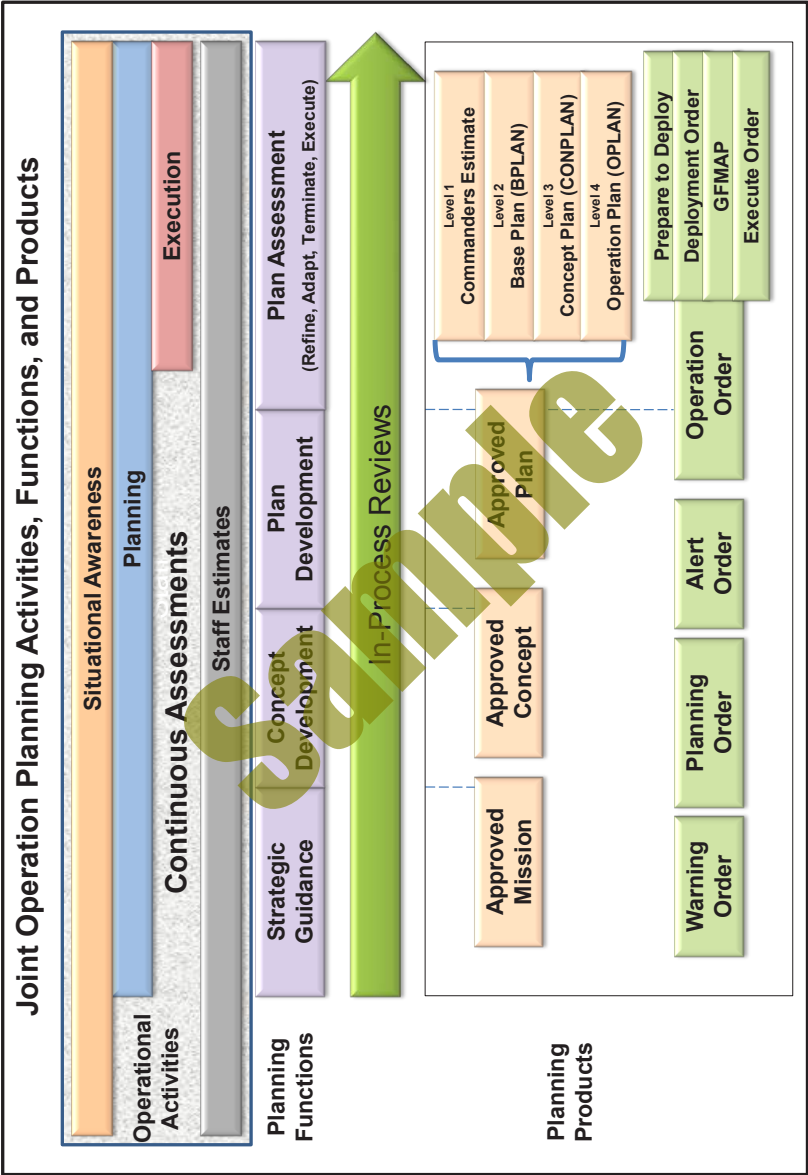 Joint Operation Planning Activities, Functions, and Products
Situational Awareness
Operational
Activities
Planning
Execution
Continuous Assessments
Staff Estimates
Planning
Functions
Strategic
Guidance
Concept
Development
Plan
Development
Plan Assessment
(Refine, Adapt, Terminate, Execute)
In-Process Reviews
Sample
Planning
Products
Approved
Mission
Approved
Concept
Approved
Plan
Level 1
Commanders Estimate
Level 2
Base Plan (BPLAN)
Level 3
Concept Plan (CONPLAN)
Level 4
Operation Plan (OPLAN)
Warning
Order
Planning
Order
Alert
Order
Operation
Order
Prepare to Deploy
Deployment Order
GFMAP
Execute Order